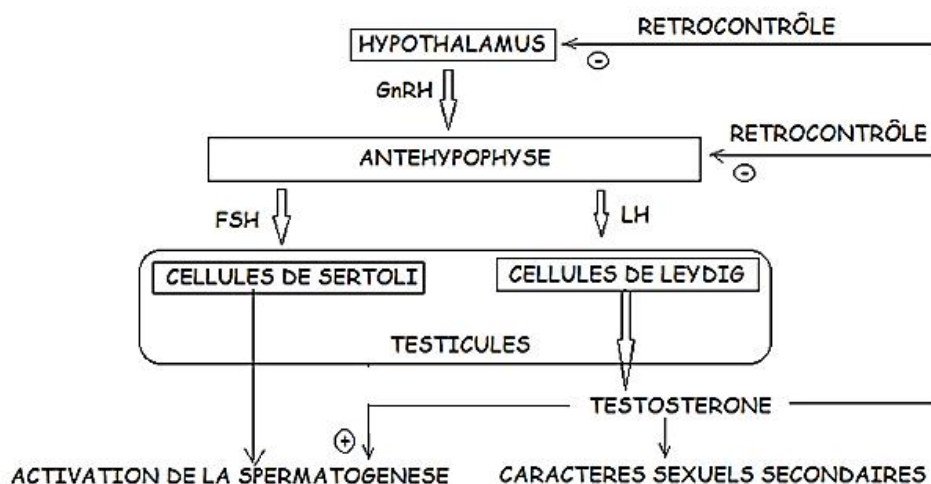 RETROCONTRÔLE
HYPOTHALAMUS
-
GnRH
RETROCONTRÔLE
ANTEHYPOPHYSE
-
FSH
LH
CELLULES DE SERTOLI
CELLULES DE LEYDIG
TESTICULES
TESTOSTERONE
+
ACTIVATION DE LA SPERMATOGENESE
CARACTERES SEXUELS SECONDAIRES